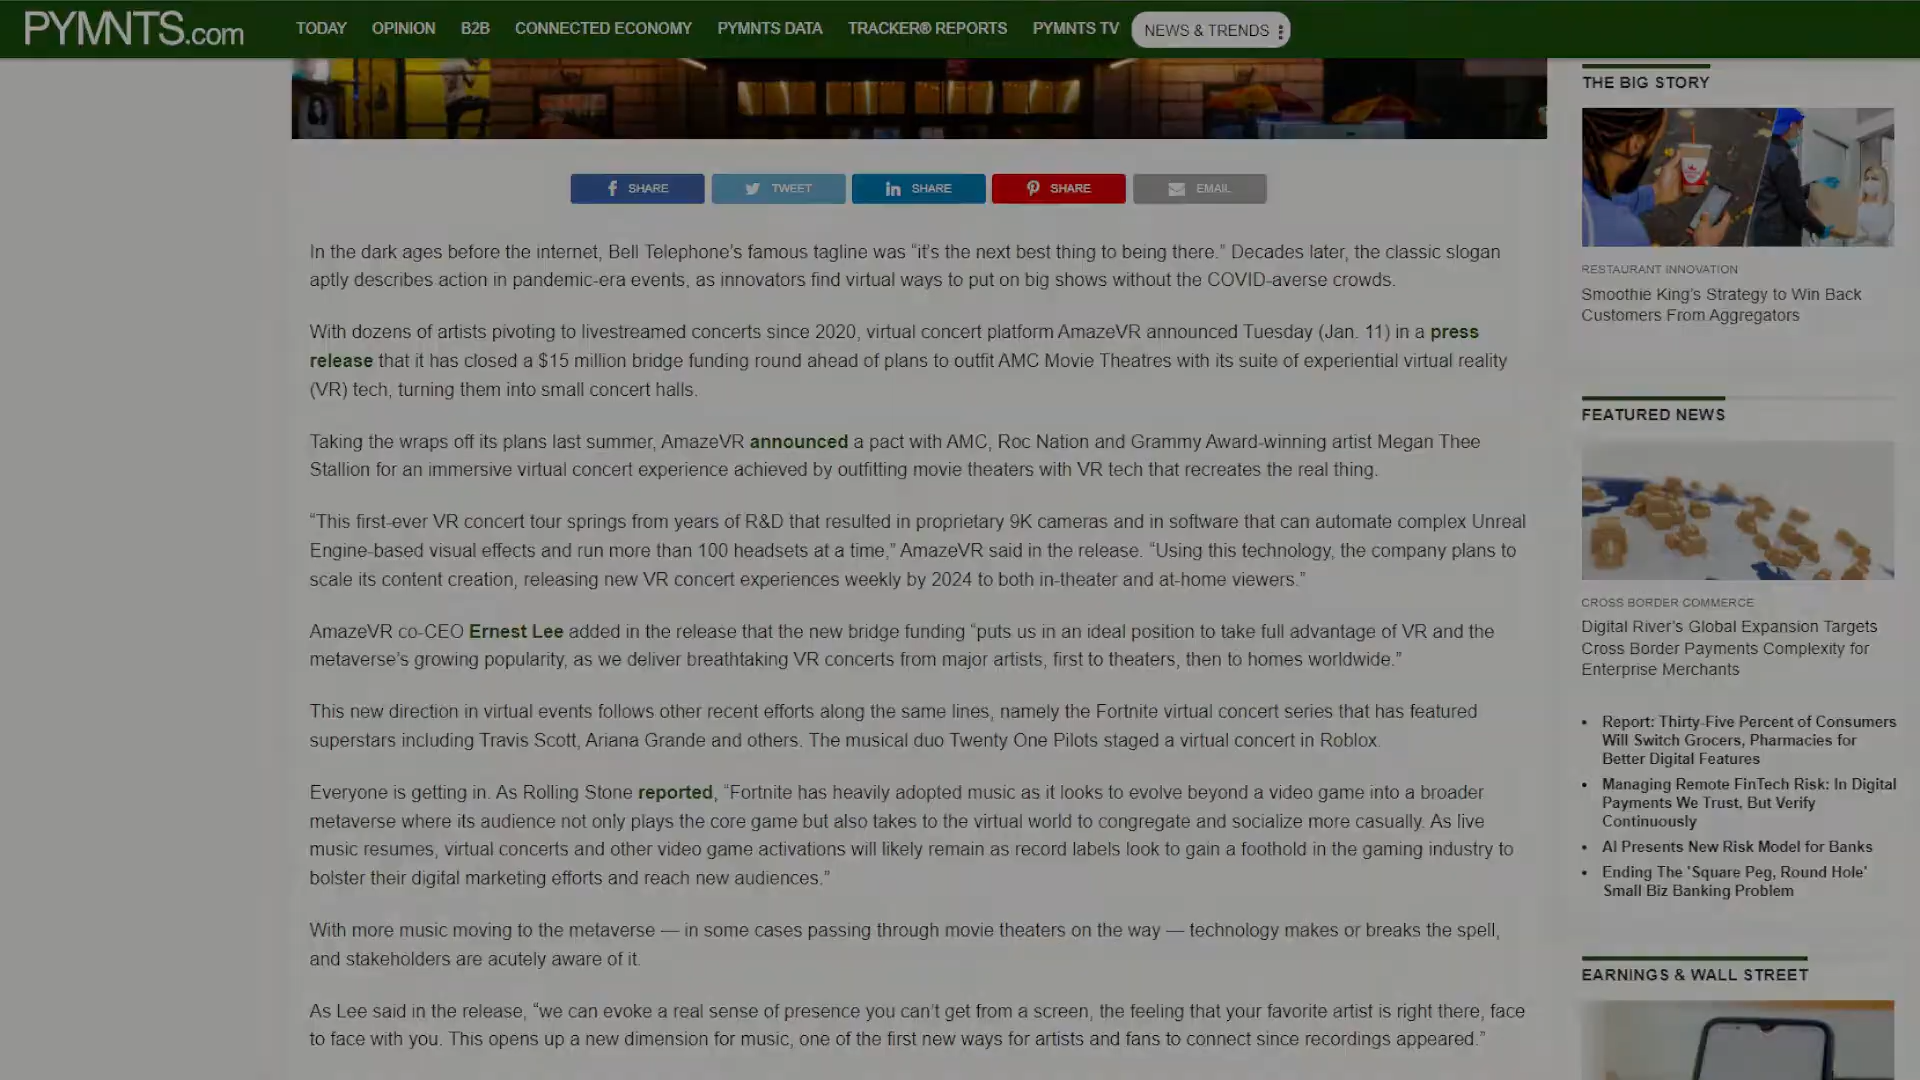 PYMNTS.com
TODAY
OPINION
B2B
CONNECTED ECONOMY
PYMNTS DATA
TRACKER® REPORTS
PYMNTS TV
NEWS & TRENDS
SHARE
TWEET
SHARE
SHARE
EMAIL
In the dark ages before the internet, Bell Telephone’s famous tagline was “it’s the next best thing to being there.” Decades later, the classic slogan
aptly describes action in pandemic-era events, as innovators find virtual ways to put on big shows without the COVID-averse crowds.
With dozens of artists pivoting to livestreamed concerts since 2020, virtual concert platform AmazeVR announced Tuesday (Jan. 11) in a press
release that it has closed a $15 million bridge funding round ahead of plans to outfit AMC Movie Theatres with its suite of experiential virtual reality
(VR) tech, turning them into small concert halls.
Taking the wraps off its plans last summer, AmazeVR announced a pact with AMC, Roc Nation and Grammy Award-winning artist Megan Thee
Stallion for an immersive virtual concert experience achieved by outfitting movie theaters with VR tech that recreates the real thing.
“This first-ever VR concert tour springs from years of R&D that resulted in proprietary 9K cameras and in software that can automate complex Unreal
Engine-based visual effects and run more than 100 headsets at a time,” AmazeVR said in the release. “Using this technology, the company plans to
scale its content creation, releasing new VR concert experiences weekly by 2024 to both in-theater and at-home viewers.”
AmazeVR co-CEO Ernest Lee added in the release that the new bridge funding “puts us in an ideal position to take full advantage of VR and the
metaverse’s growing popularity, as we deliver breathtaking VR concerts from major artists, first to theaters, then to homes worldwide.”
This new direction in virtual events follows other recent efforts along the same lines, namely the Fortnite virtual concert series that has featured
superstars including Travis Scott, Ariana Grande and others. The musical duo Twenty One Pilots staged a virtual concert in Roblox.
Everyone is getting in. As Rolling Stone reported, “Fortnite has heavily adopted music as it looks to evolve beyond a video game into a broader
metaverse where its audience not only plays the core game but also takes to the virtual world to congregate and socialize more casually. As live
music resumes, virtual concerts and other video game activations will likely remain as record labels look to gain a foothold in the gaming industry to
bolster their digital marketing efforts and reach new audiences.”
With more music moving to the metaverse — in some cases passing through movie theaters on the way — technology makes or breaks the spell,
and stakeholders are acutely aware of it.
As Lee said in the release, “we can evoke a real sense of presence you can’t get from a screen, the feeling that your favorite artist is right there, face
to face with you. This opens up a new dimension for music, one of the first new ways for artists and fans to connect since recordings appeared.”
THE BIG STORY
RESTAURANT INNOVATION
Smoothie King’s Strategy to Win Back
Customers From Aggregators
FEATURED NEWS
CROSS BORDER COMMERCE
Digital River’s Global Expansion Targets
Cross Border Payments Complexity for
Enterprise Merchants
• Report: Thirty-Five Percent of Consumers
Will Switch Grocers, Pharmacies for
Better Digital Features
• Managing Remote FinTech Risk: In Digital
Payments We Trust, But Verify
Continuously
• AI Presents New Risk Model for Banks
• Ending The 'Square Peg, Round Hole'
Small Biz Banking Problem
EARNINGS & WALL STREET